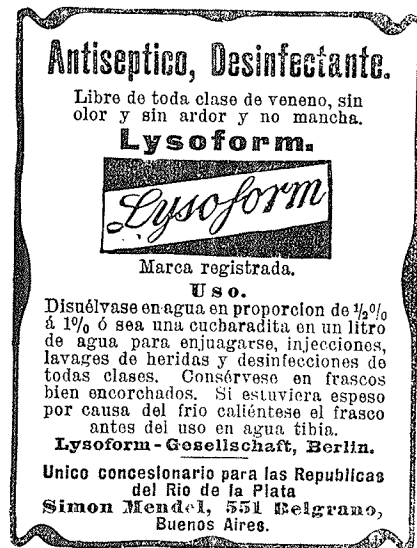 Antiseptico, Desinfectante.
Libre de toda clase de veneno, sin
olor y sin ardor y no mancha.
Lysoform.
Lysoform
Marca registrada.
Uso.
Disuélvase en agua en proporcion de ½%
á 1% ó sea una cucharadita en un litro
de agua para enjuagarse, injecciones,
lavages de heridas y desinfecciones de
todas clases. Consérvese en frascos
bien encorchados. Si estuviera espeso
por causa del frio caliéntese el frasco
antes del uso en agua tibia.
Lysoform-Gesellschaft, Berlin.
Unico concesionario para las Republicas
del Rio de la Plata
Simon Mendel, 551 Belgrano,
Buenos Aires.